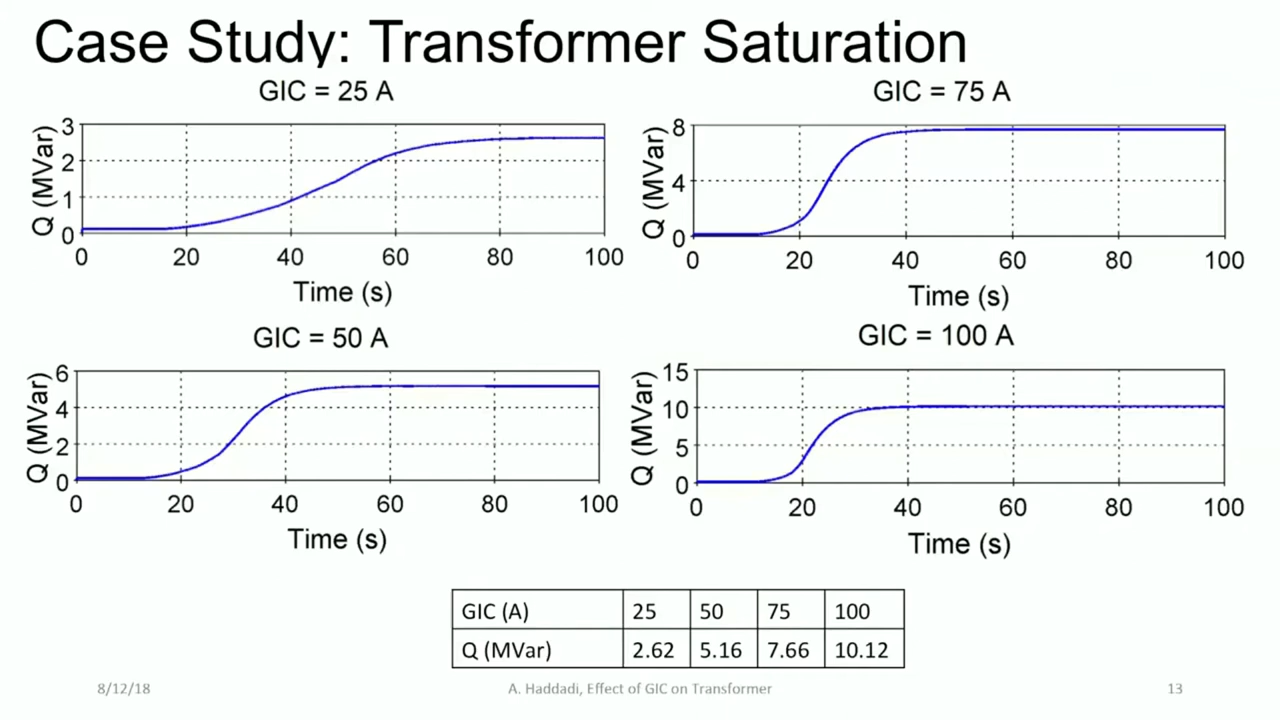 Case Study: Transformer Saturation
GIC = 25 A
3
2
1
0
Q (MVar)
0 20 40 60 80 100
Time (s)
GIC = 75 A
8
4
0
Q (MVar)
0 20 40 60 80 100
Time (s)
GIC = 50 A
6
4
2
0
Q (MVar)
0 20 40 60 80 100
Time (s)
GIC = 100 A
15
10
5
0
Q (MVar)
0 20 40 60 80 100
Time (s)
GIC (A) 25 50 75 100
Q (MVar) 2.62 5.16 7.66 10.12
8/12/18 A. Haddadi, Effect of GIC on Transformer 13